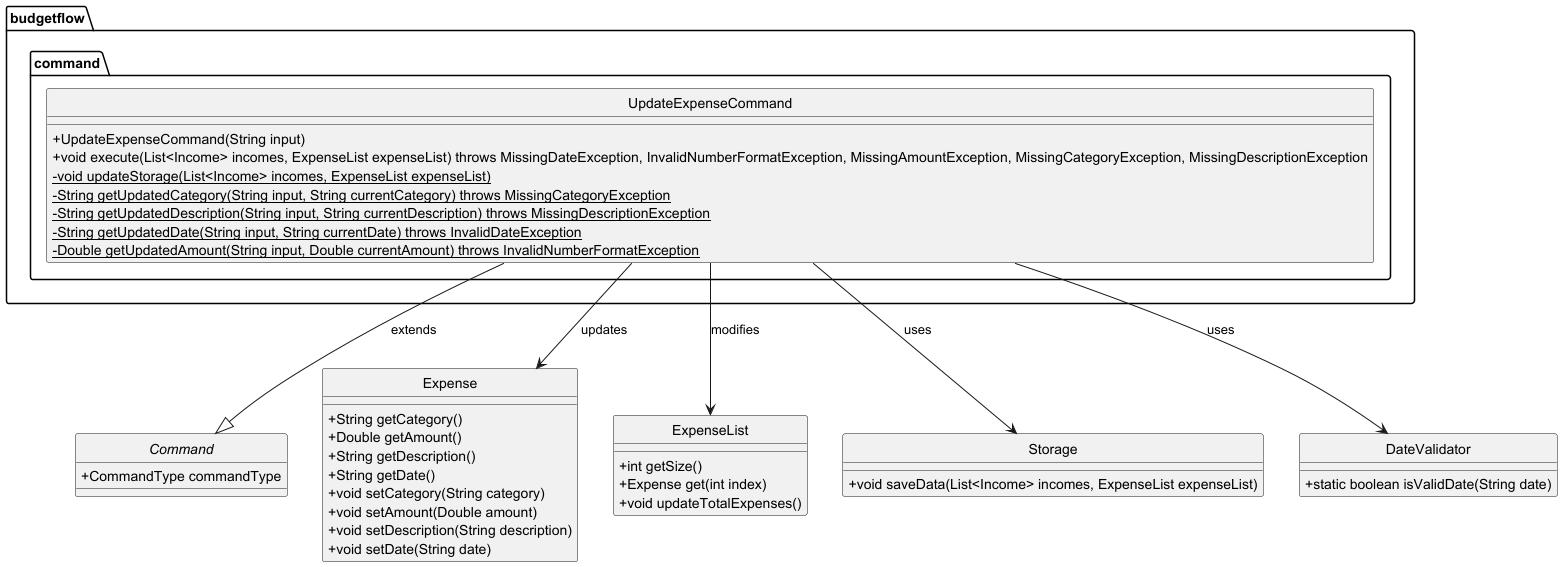 budgetflow
command
UpdateExpenseCommand
+UpdateExpenseCommand(String input)
+void execute(List<Income> incomes, ExpenseList expenseList) throws MissingDateException, InvalidNumberFormatException, MissingAmountException, MissingCategoryException, MissingDescriptionException
-void updateStorage(List<Income> incomes, ExpenseList expenseList)
-String getUpdatedCategory(String input, String currentCategory) throws MissingCategoryException
-String getUpdatedDescription(String input, String currentDescription) throws MissingDescriptionException
-String getUpdatedDate(String input, String currentDate) throws InvalidDateException
-Double getUpdatedAmount(String input, Double currentAmount) throws InvalidNumberFormatException
extends
updates
modifies
uses
uses
Command
+CommandType commandType
Expense
+String getCategory()
+Double getAmount()
+String getDescription()
+String getDate()
+void setCategory(String category)
+void setAmount(Double amount)
+void setDescription(String description)
+void setDate(String date)
ExpenseList
+int getSize()
+Expense get(int index)
+void updateTotalExpenses()
Storage
+void saveData(List<Income> incomes, ExpenseList expenseList)
DateValidator
+static boolean isValidDate(String date)